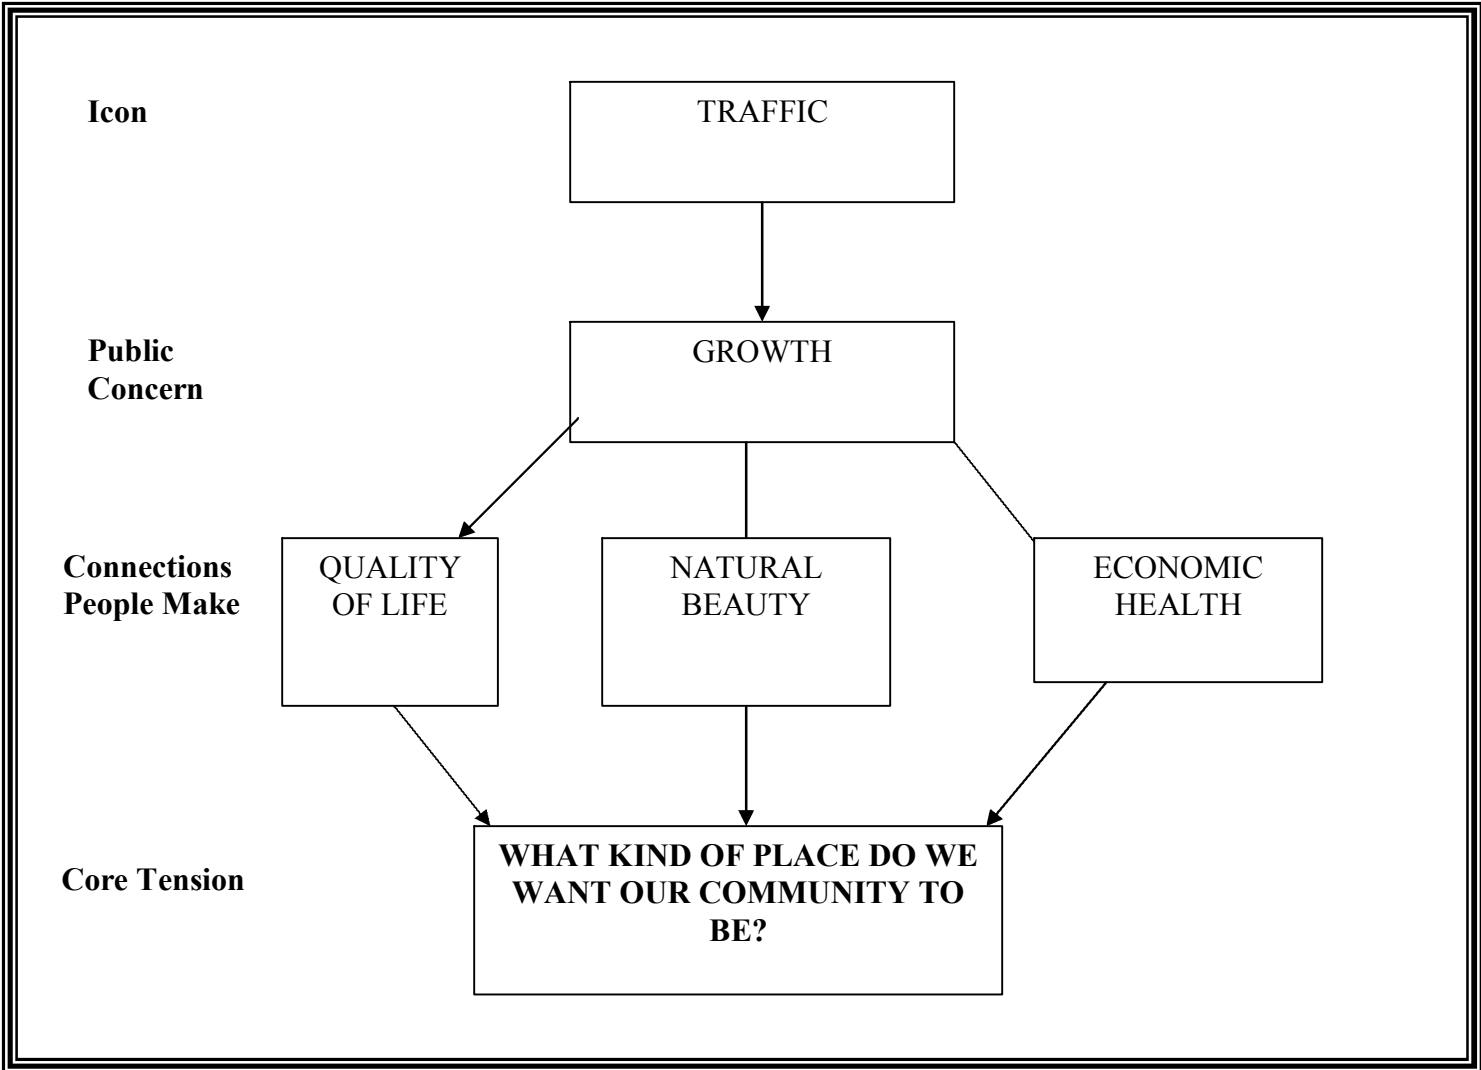 Icon
TRAFFIC
Public
Concern
GROWTH
Connections
People Make
QUALITY
OF LIFE
NATURAL
BEAUTY
ECONOMIC
HEALTH
Core Tension
WHAT KIND OF PLACE DO WE
WANT OUR COMMUNITY TO
BE?